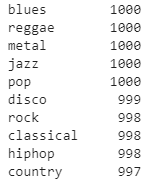 blues 1000
reggae 1000
metal 1000
jazz 1000
pop 1000
disco 999
rock 998
classical 998
hiphop 998
country 997